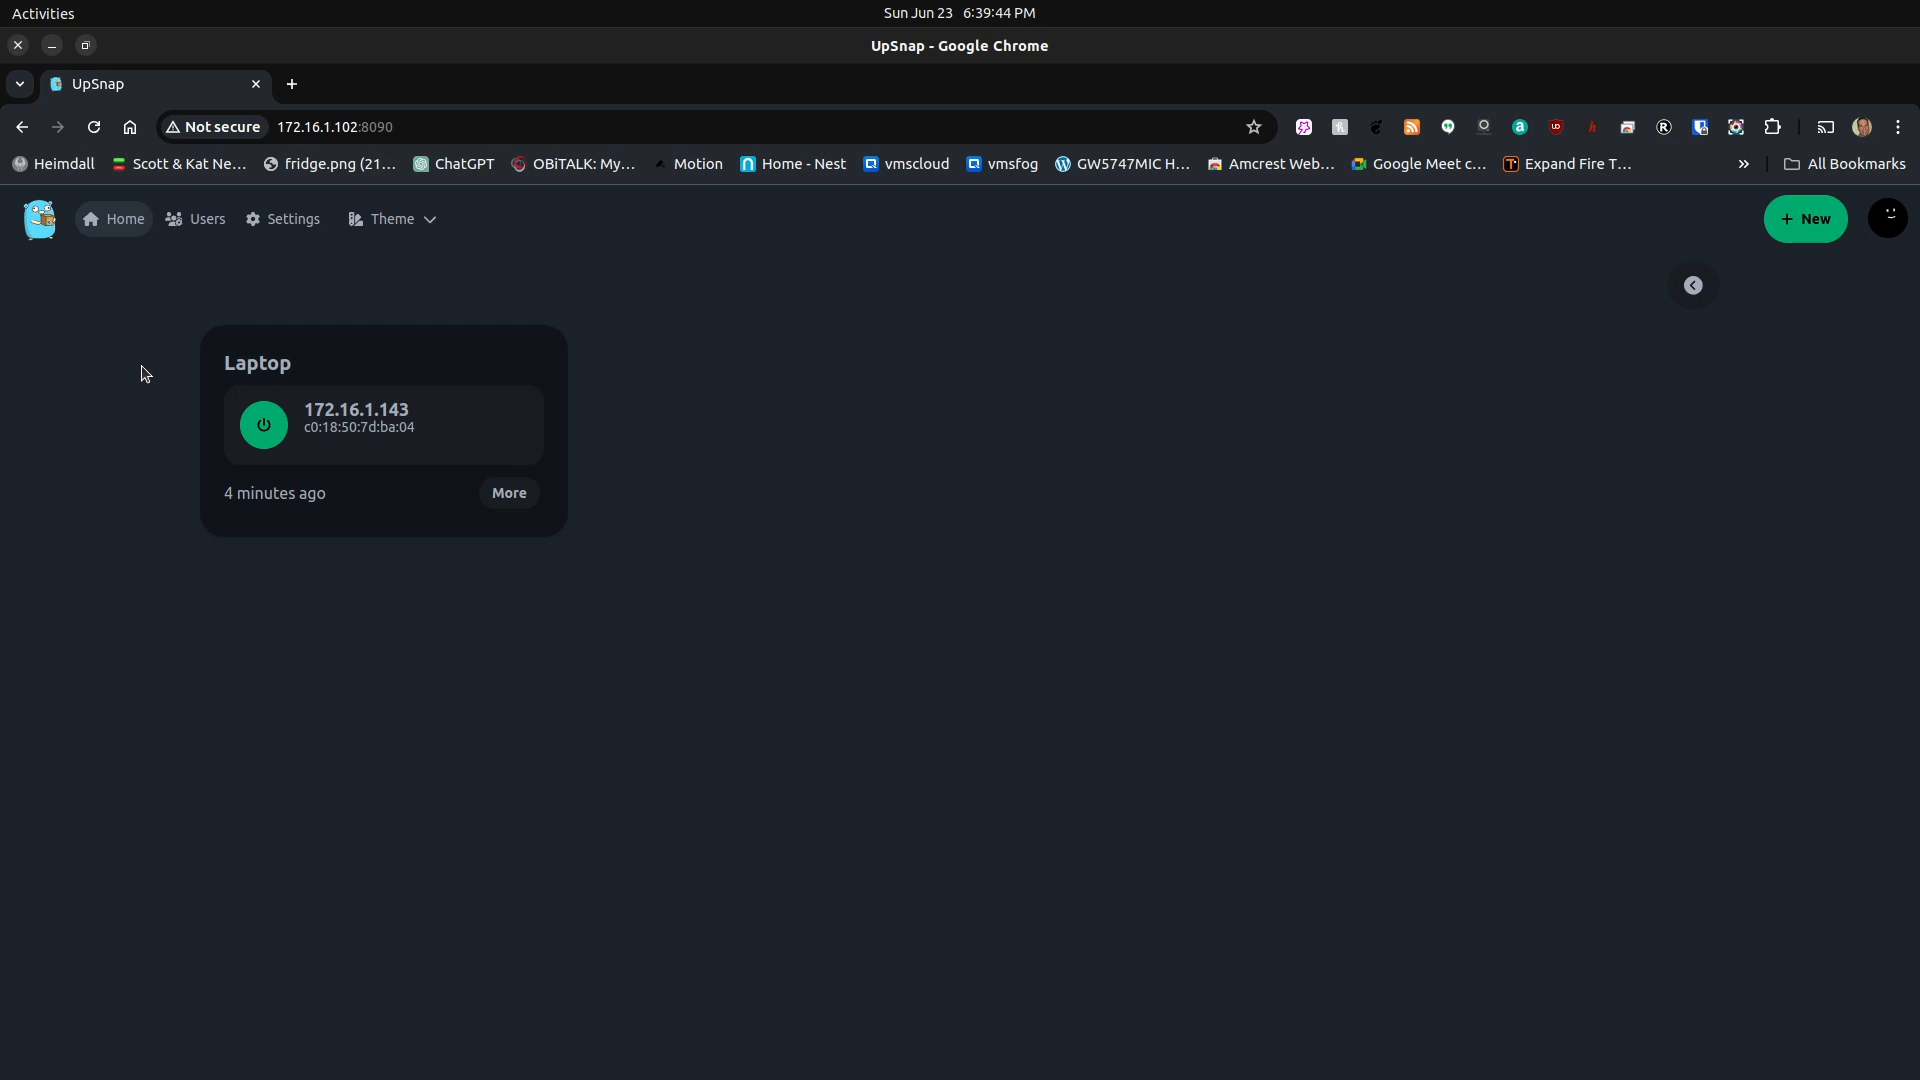 Activities
Sun Jun 23 6:39:44 PM
UpSnap - Google Chrome
UpSnap
Not secure 172.16.1.102:8090
Heimdall Scott & Kat Ne... fridge.png (21... ChatGPT OBiTALK: My... Motion Home - Nest vmscloud vmsfog GW5747MIC H... Amcrest Web... Google Meet c... Expand Fire T... » All Bookmarks
Home Users Settings Theme + New
Laptop
172.16.1.143
c0:18:50:7d:ba:04
4 minutes ago More